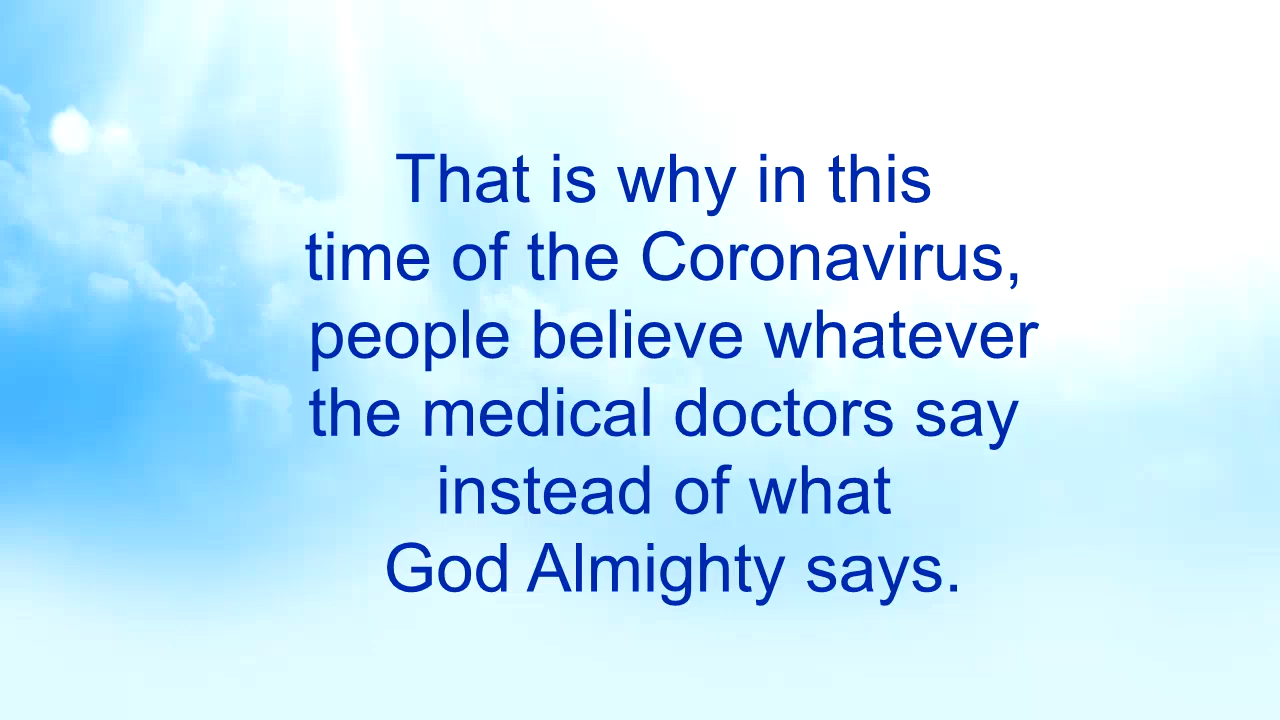 That is why in this
time of the Coronavirus,
people believe whatever
the medical doctors say
instead of what
God Almighty says.